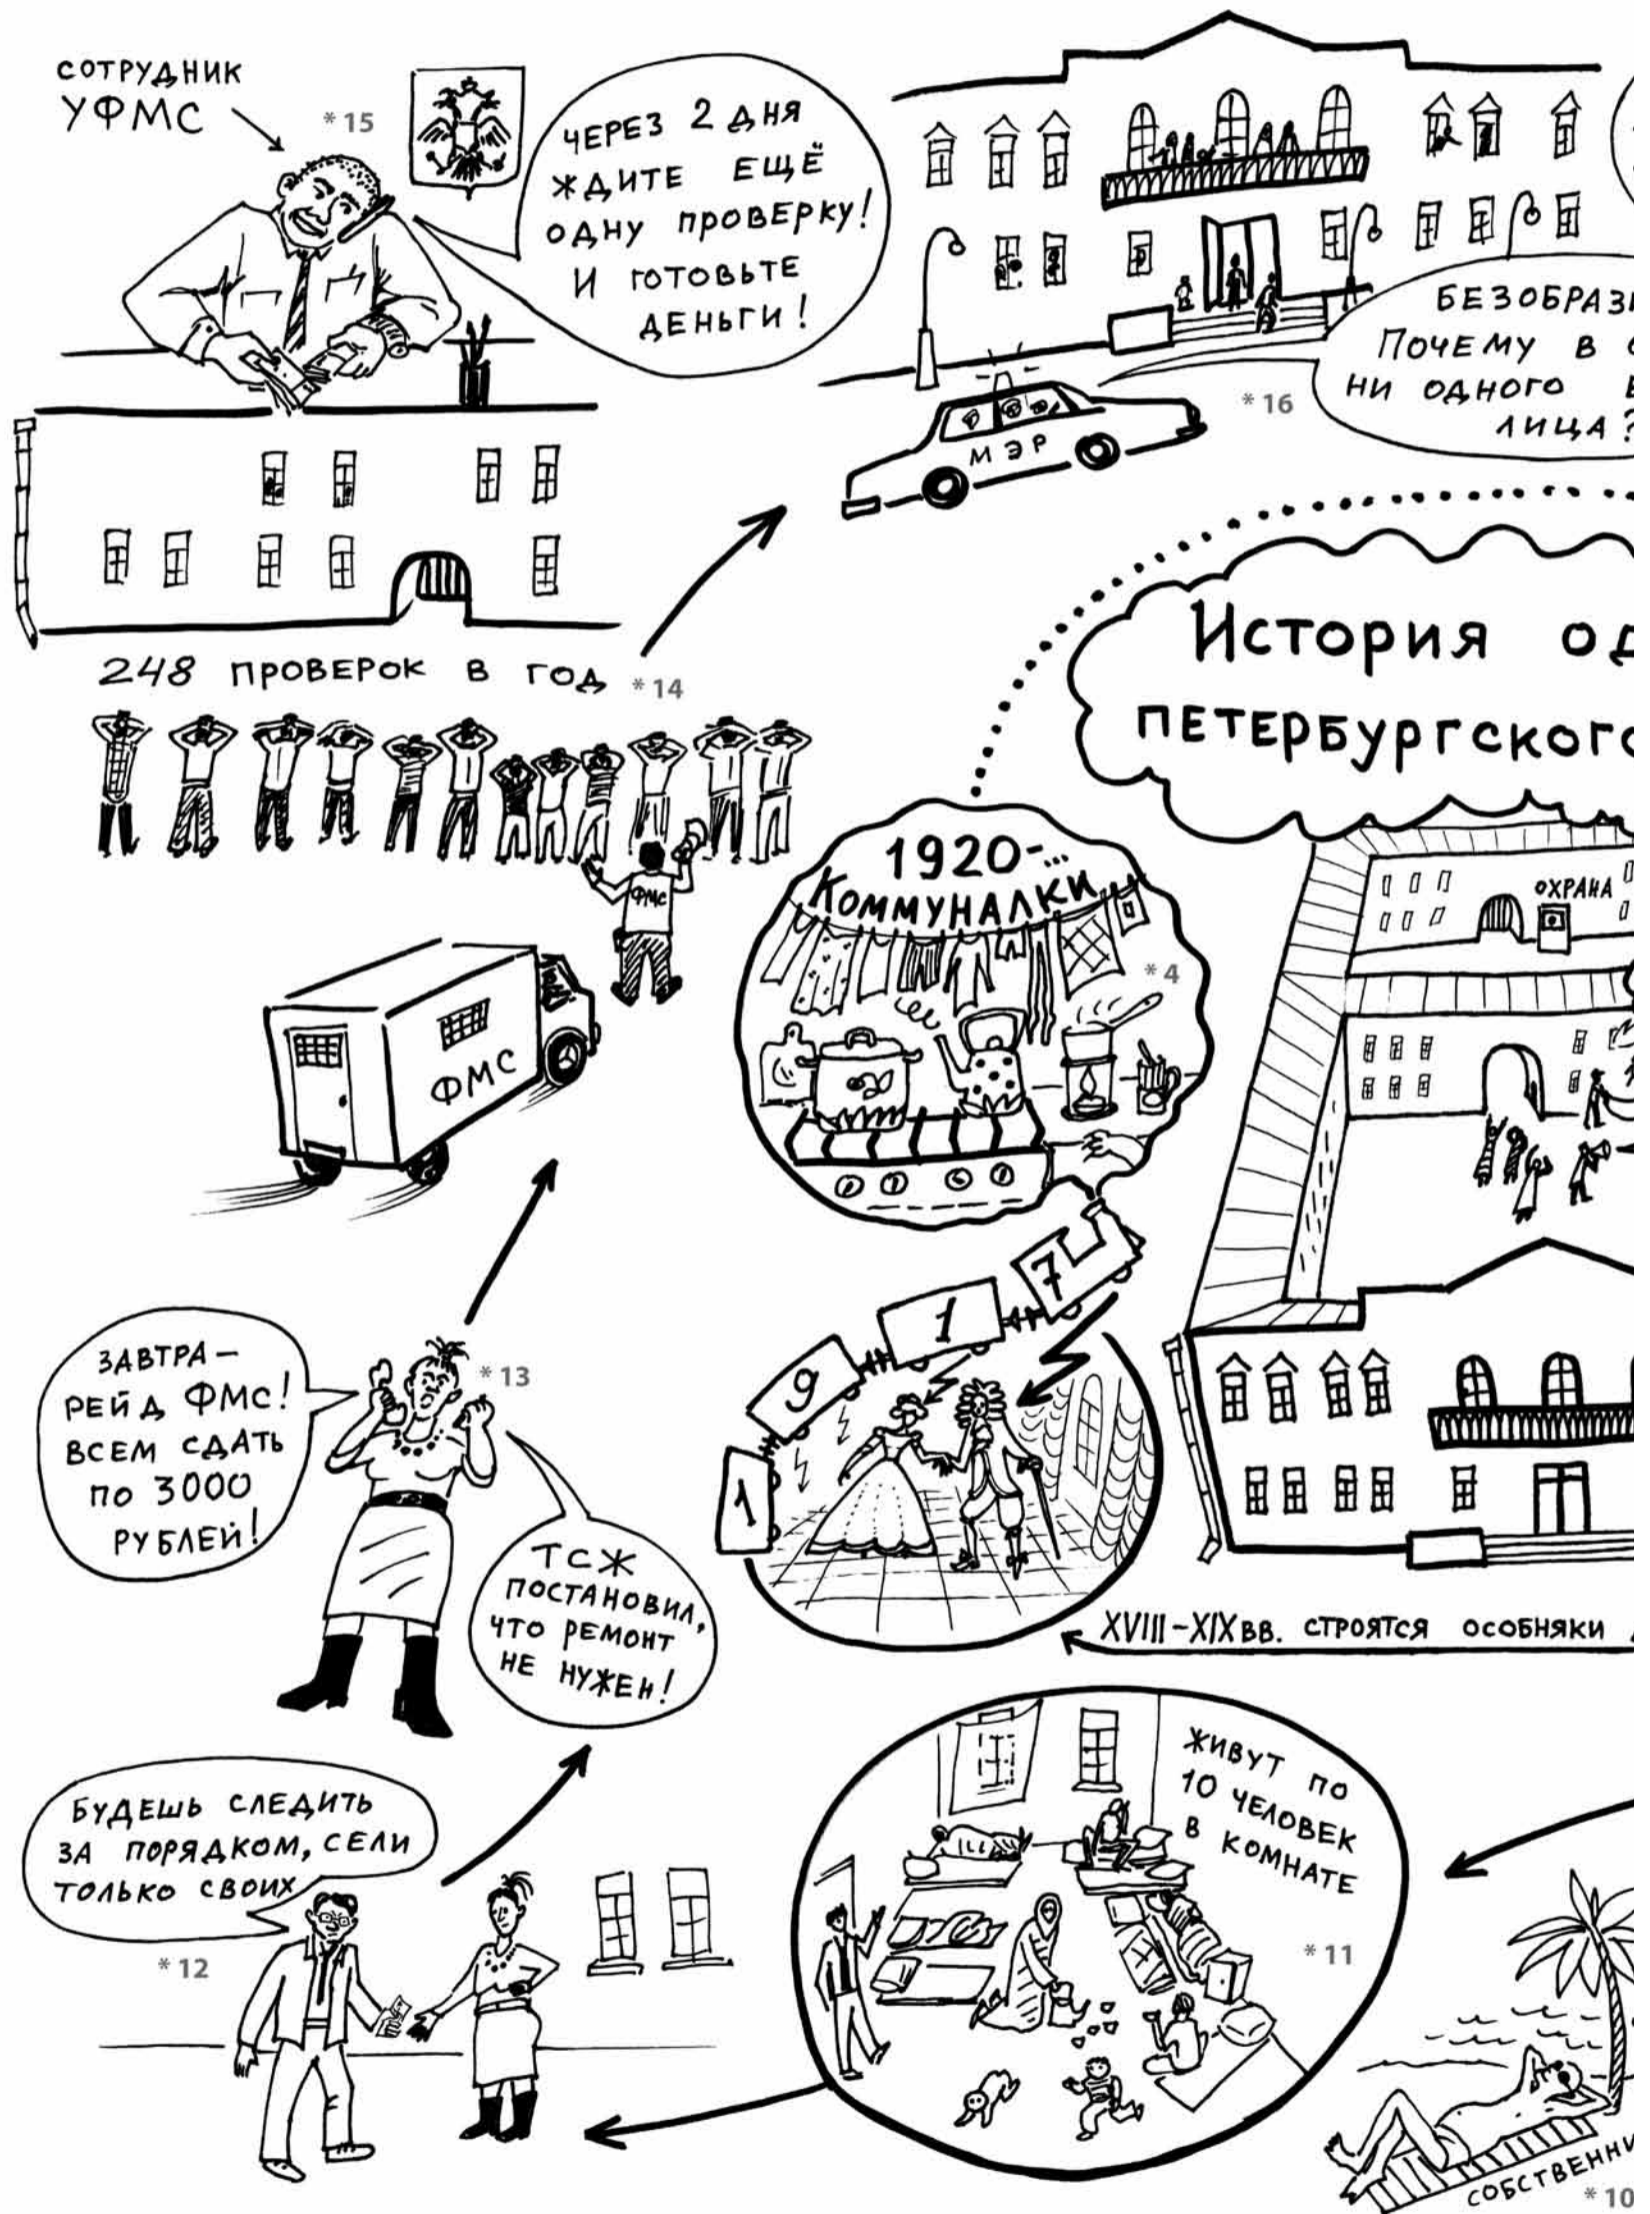 СОТРУДНИК
УФМС
*15
ЧЕРЕЗ 2 ДНЯ
ЖДИТЕ ЕЩЁ
ОДНУ ПРОВЕРКУ!
И ГОТОВЬТЕ
ДЕНЬГИ!
МЭР
*16
ПОЧЕМУ В
НИ ОДНОГО
ЛИЦА?
248 ПРОВЕРОК В ГОД
*14
ФМС
ФМС
История
ПЕТЕРБУРГСКОГО
1920-...
КОММУНАЛКИ
*4
ОХРАНА
1 9 1 7
ЗАВТРА –
РЕЙД ФМС!
ВСЕМ СДАТЬ
ПО 3000
РУБЛЕЙ!
*13
ТСЖ
ПОСТАНОВИЛ,
ЧТО РЕМОНТ
НЕ НУЖЕН!
XVIII–XIX ВВ. СТРОЯТСЯ ОСОБНЯКИ
БУДЕШЬ СЛЕДИТЬ
ЗА ПОРЯДКОМ, СЕЛИ
ТОЛЬКО СВОИХ
*12
ЖИВУТ ПО
10 ЧЕЛОВЕК
В КОМНАТЕ
*11
*10